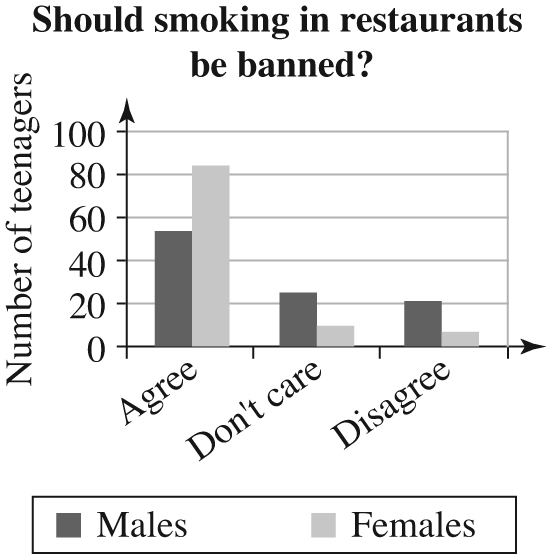 Should smoking in restaurants
be banned?
Number of teenagers
100
80
60
40
20
0
Agree
Don't care
Disagree
Males
Females